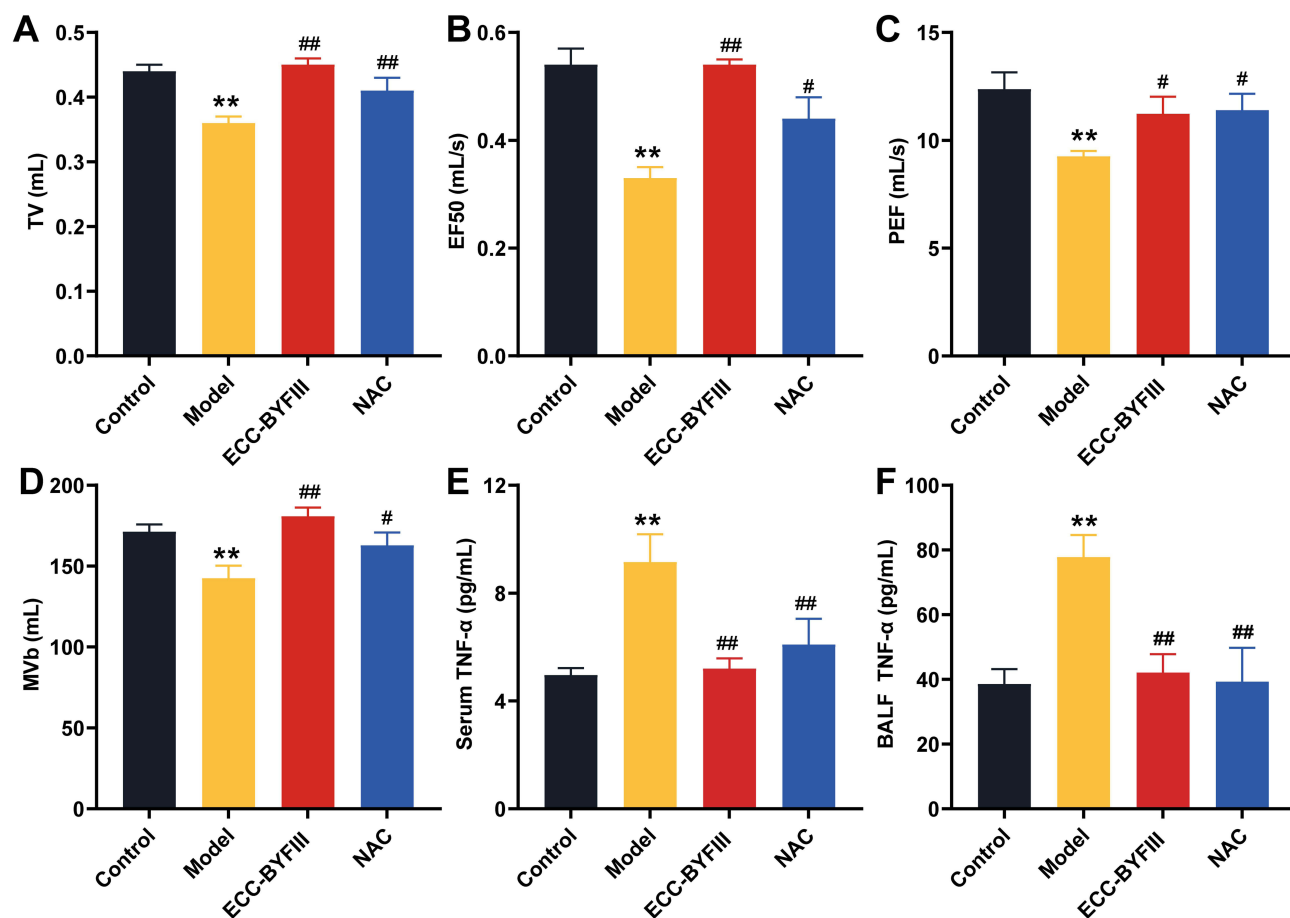 A
TV (mL)
0.5
0.4
0.3
0.2
0.1
0.0
**
##
##
Control
Model
ECC-BYFIII
NAC
B
EF50 (mL/s)
0.6
0.4
0.2
0.0
**
##
#
Control
Model
ECC-BYFIII
NAC
C
PEF (mL/s)
15
10
5
0
**
#
#
Control
Model
ECC-BYFIII
NAC
D
MVb (mL)
200
150
100
50
0
**
##
#
Control
Model
ECC-BYFIII
NAC
E
Serum TNF-α (pg/mL)
12
8
4
0
**
##
##
Control
Model
ECC-BYFIII
NAC
F
BALF TNF-α (pg/mL)
100
80
60
40
20
0
**
##
##
Control
Model
ECC-BYFIII
NAC